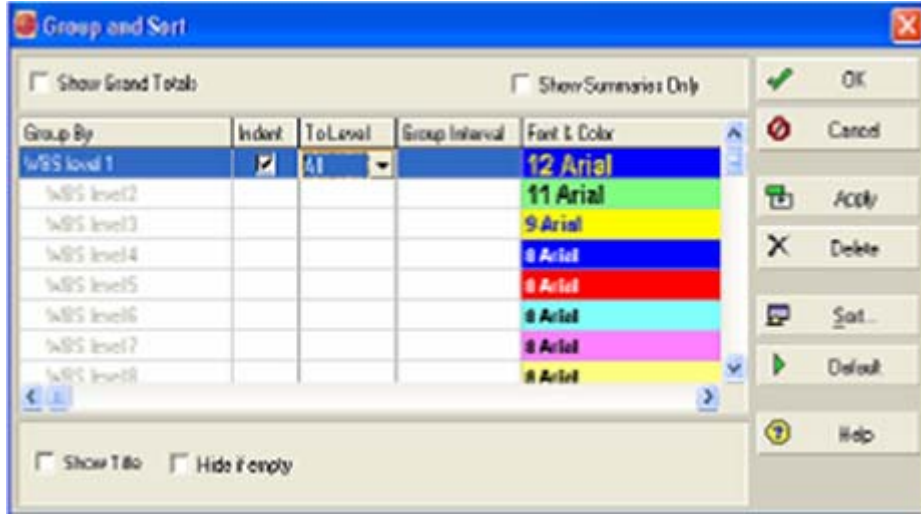 Group and Sort
Show Grand Totals
Show Summaries Only
Group By Indent To Level Group Interval Font & Color
WBS level 1 All 12 Arial
WBS level2 11 Arial
WBS level3 9 Arial
WBS level4 8 Arial
WBS level5 8 Arial
WBS level6 8 Arial
WBS level7 8 Arial
WBS level8 8 Arial
Show Title Hide if empty
OK
Cancel
Apply
Delete
Sort...
Default
Help